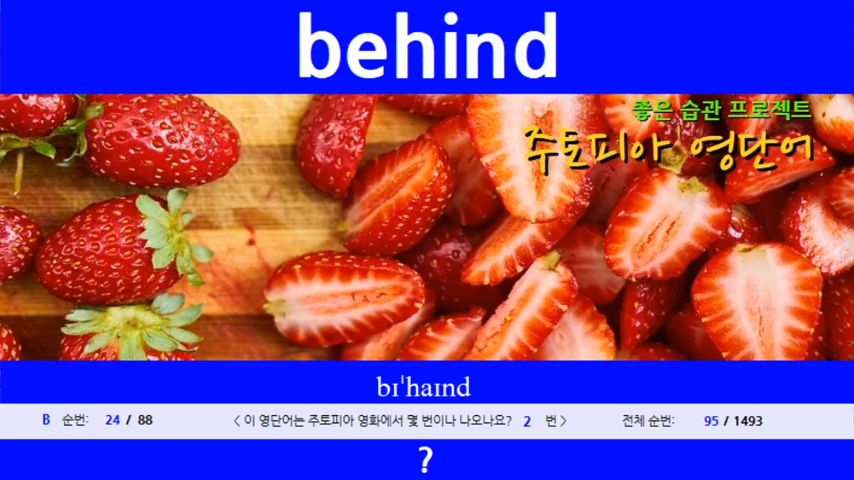 behind
좋은 습관 프로젝트
주토피아 영단어
bɪˈhaɪnd
B 순번: 24 / 88 < 이 영단어는 주토피아 영화에서 몇 번이나 나오나요? 2 번 > 전체 순번: 95 / 1493
?